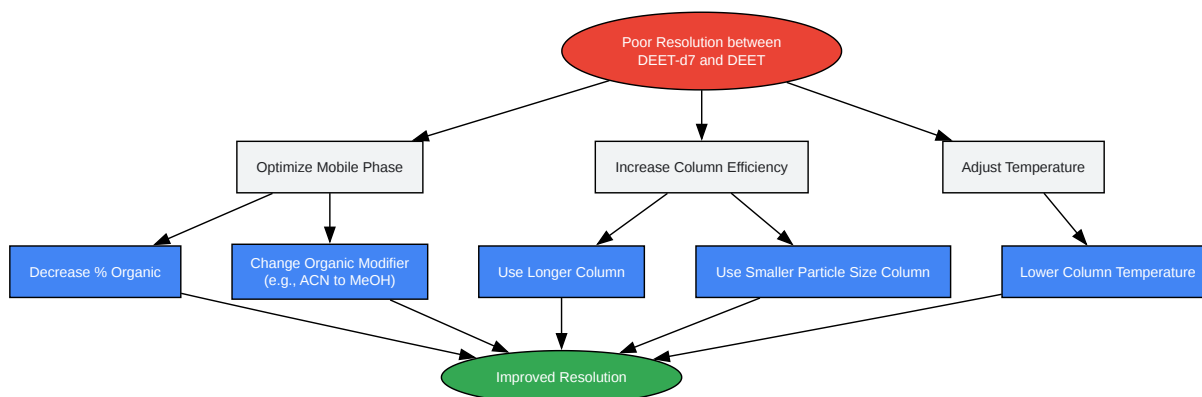 Poor Resolution between
DEET-d7 and DEET
Optimize Mobile Phase
Increase Column Efficiency
Adjust Temperature
Decrease % Organic
Change Organic Modifier
(e.g., ACN to MeOH)
Use Longer Column
Use Smaller Particle Size Column
Lower Column Temperature
Improved Resolution